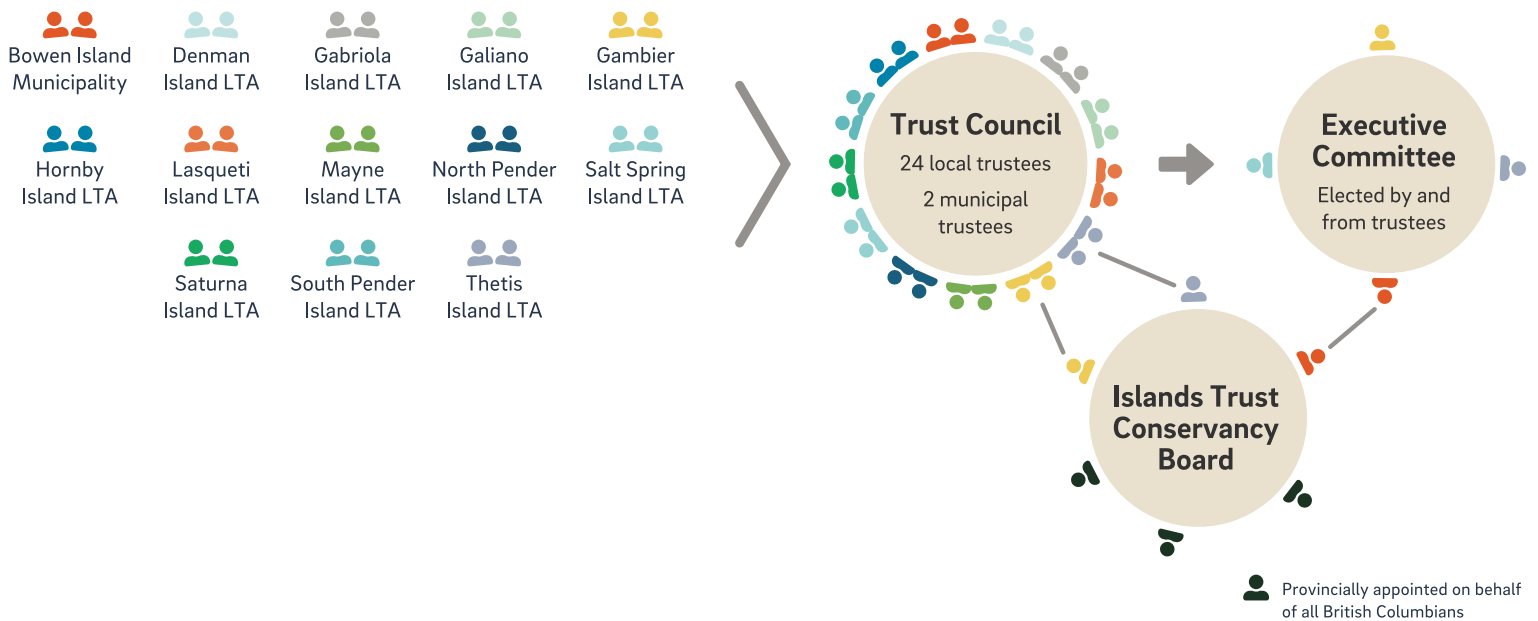 Bowen Island
Municipality
Denman
Island LTA
Gabriola
Island LTA
Galiano
Island LTA
Gambier
Island LTA
Hornby
Island LTA
Lasqueti
Island LTA
Mayne
Island LTA
North Pender
Island LTA
Salt Spring
Island LTA
Saturna
Island LTA
South Pender
Island LTA
Thetis
Island LTA
Trust Council
24 local trustees
2 municipal
trustees
Executive
Committee
Elected by and
from trustees
Islands Trust
Conservancy
Board
Provincially appointed on behalf
of all British Columbians